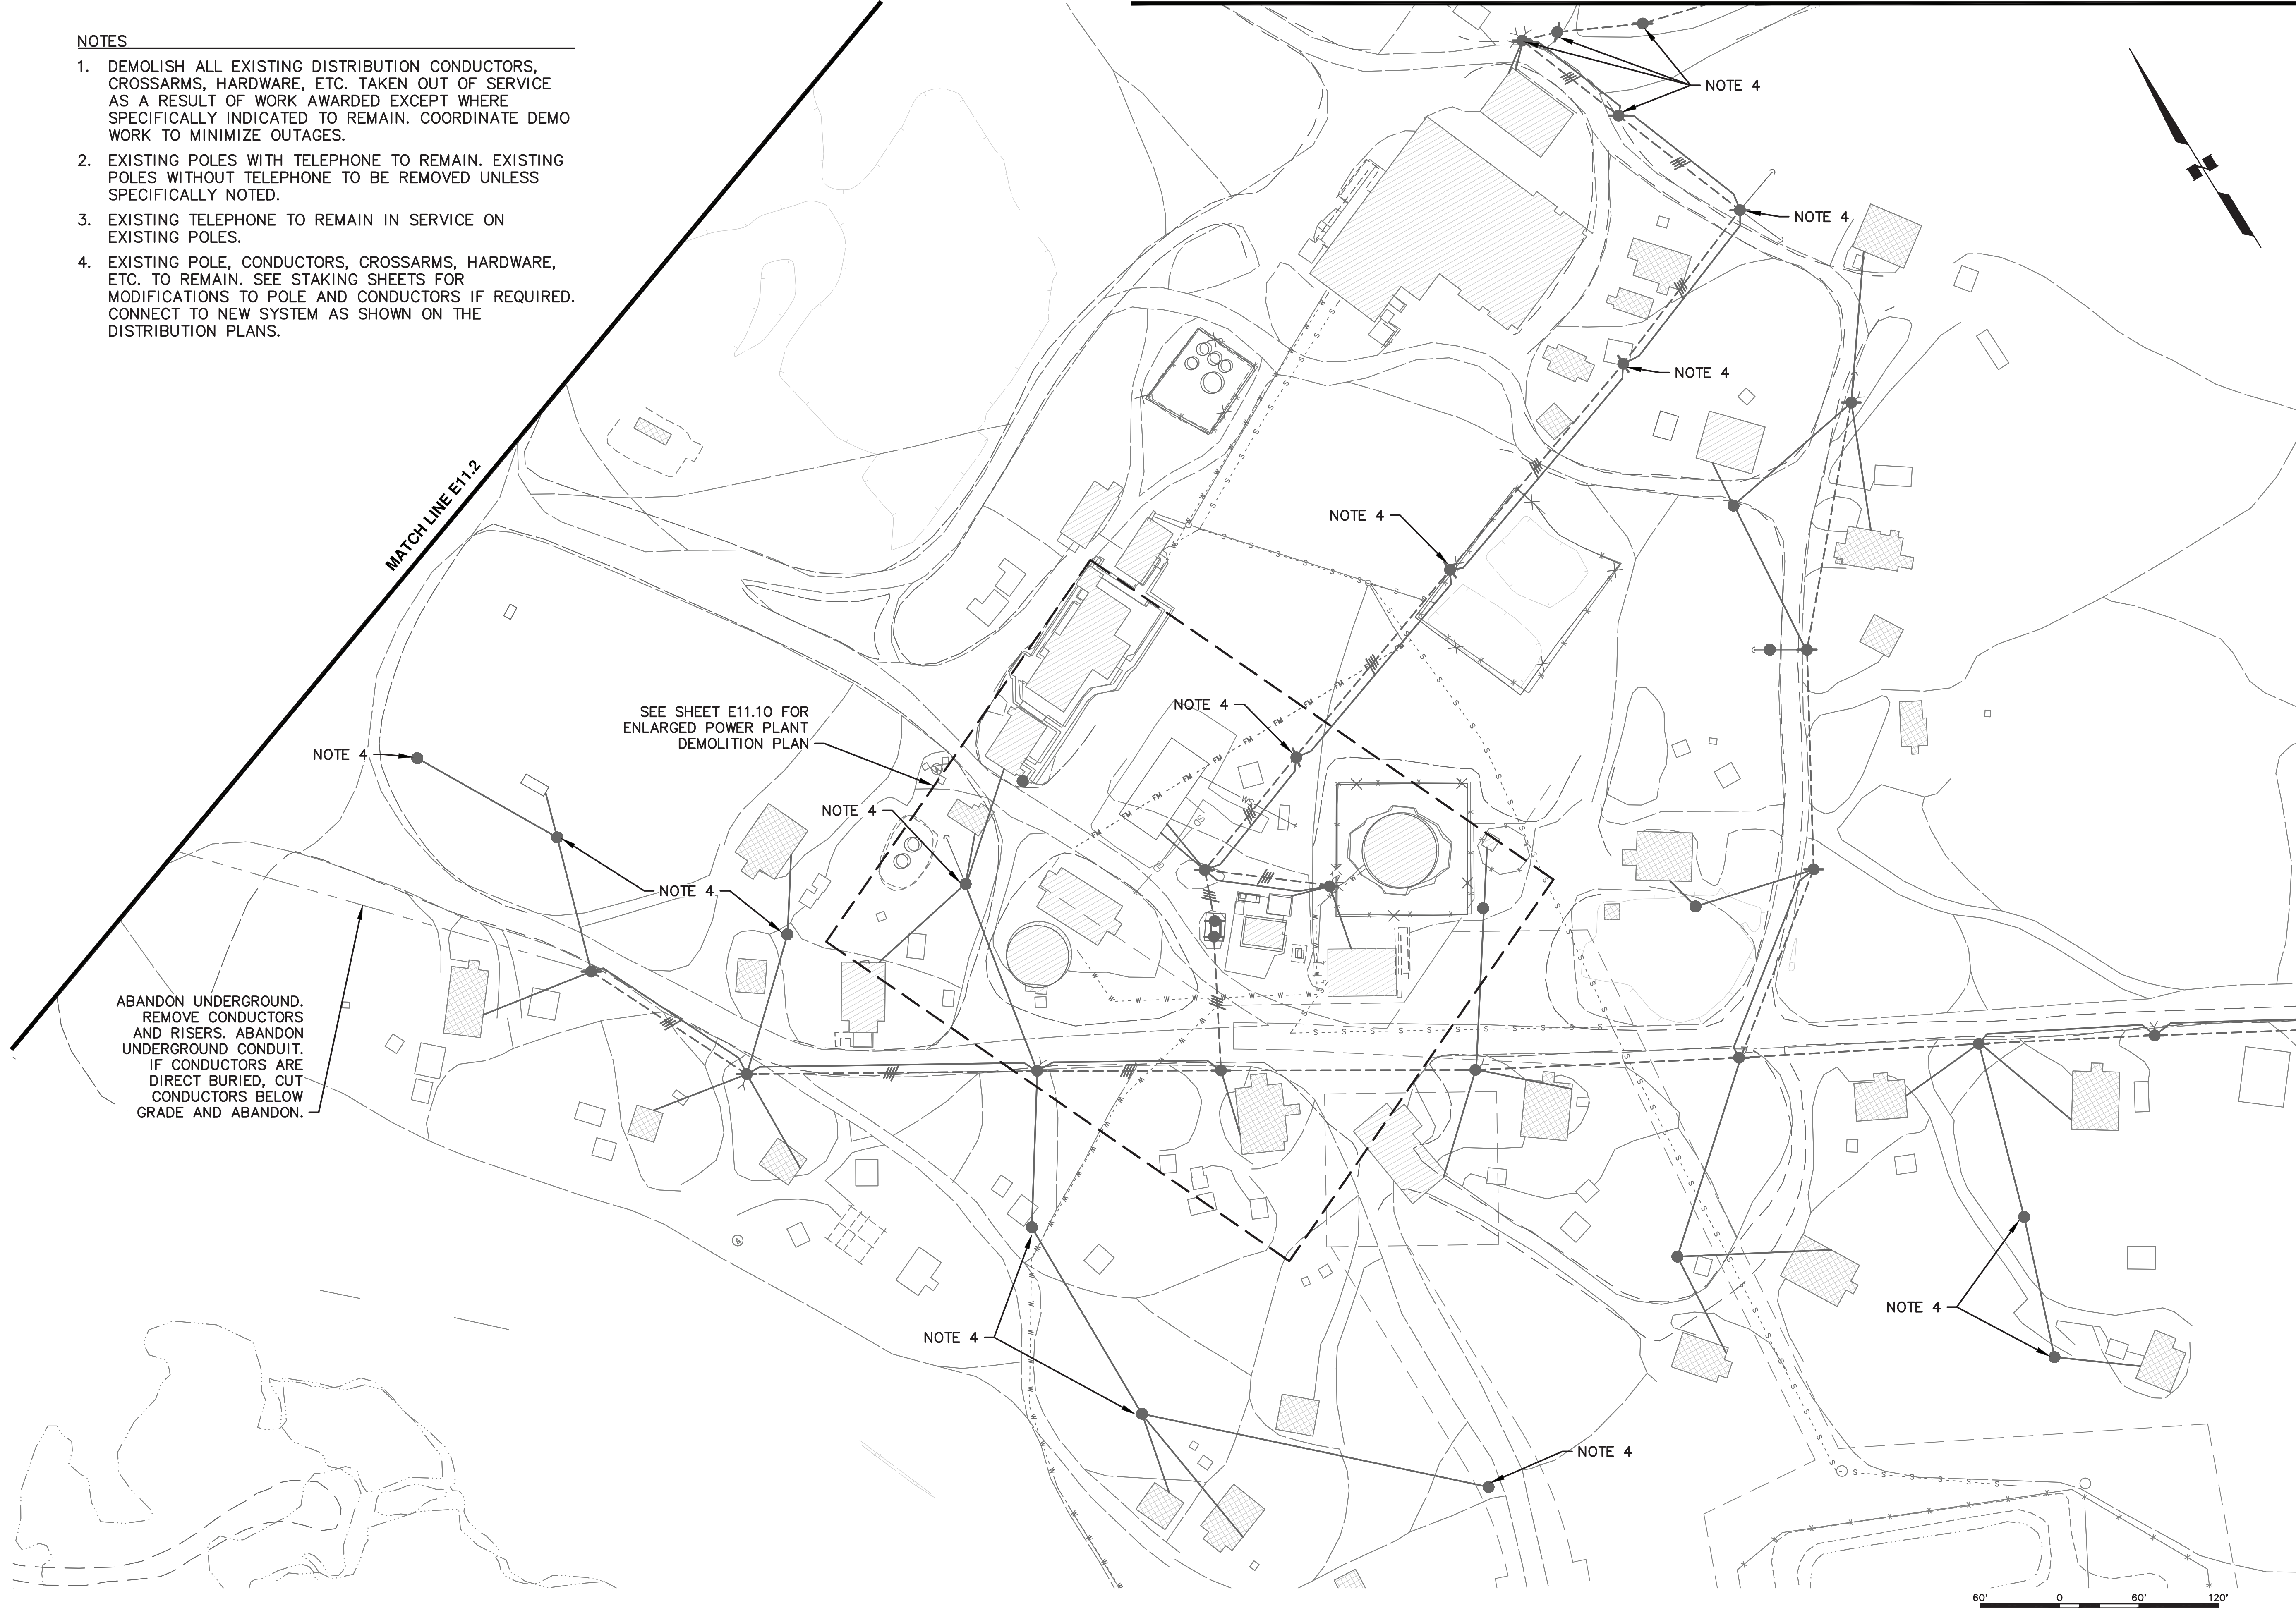 NOTES
1. DEMOLISH ALL EXISTING DISTRIBUTION CONDUCTORS,
CROSSARMS, HARDWARE, ETC. TAKEN OUT OF SERVICE
AS A RESULT OF WORK AWARDED EXCEPT WHERE
SPECIFICALLY INDICATED TO REMAIN. COORDINATE DEMO
WORK TO MINIMIZE OUTAGES.
2. EXISTING POLES WITH TELEPHONE TO REMAIN. EXISTING
POLES WITHOUT TELEPHONE TO BE REMOVED UNLESS
SPECIFICALLY NOTED.
3. EXISTING TELEPHONE TO REMAIN IN SERVICE ON
EXISTING POLES.
4. EXISTING POLE, CONDUCTORS, CROSSARMS, HARDWARE,
ETC. TO REMAIN. SEE STAKING SHEETS FOR
MODIFICATIONS TO POLE AND CONDUCTORS IF REQUIRED.
CONNECT TO NEW SYSTEM AS SHOWN ON THE
DISTRIBUTION PLANS.
NOTE 4
NOTE 4
NOTE 4
MATCH LINE E11.2
NOTE 4
NOTE 4
SEE SHEET E11.10 FOR
ENLARGED POWER PLANT
DEMOLITION PLAN
NOTE 4
NOTE 4
NOTE 4
ABANDON UNDERGROUND.
REMOVE CONDUCTORS
AND RISERS. ABANDON
UNDERGROUND CONDUIT.
IF CONDUCTORS ARE
DIRECT BURIED, CUT
CONDUCTORS BELOW
GRADE AND ABANDON.
NOTE 4
NOTE 4
NOTE 4
60' 0 60' 120'